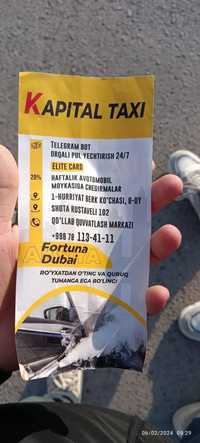 KAPITAL TAXI
TELEGRAM BOT
ORQALI PUL YECHTIRISH 24/7
ELITE CARD
20%
HAFTALIK AVTOMOBIL
MOYKASIGA CHEGIRMALAR
1-HURRIYAT BERK KO'CHASI, 8-UY
SHOTA RUSTAVELI 102
QO'LLAB QUVVATLASH MARKAZI
+998 78 113-41-11
Fortuna
Dubai
RO'YXATDAN O'TING VA QURUQ
TUMANGA EGA BO'LING!
06/02/2024 09:29